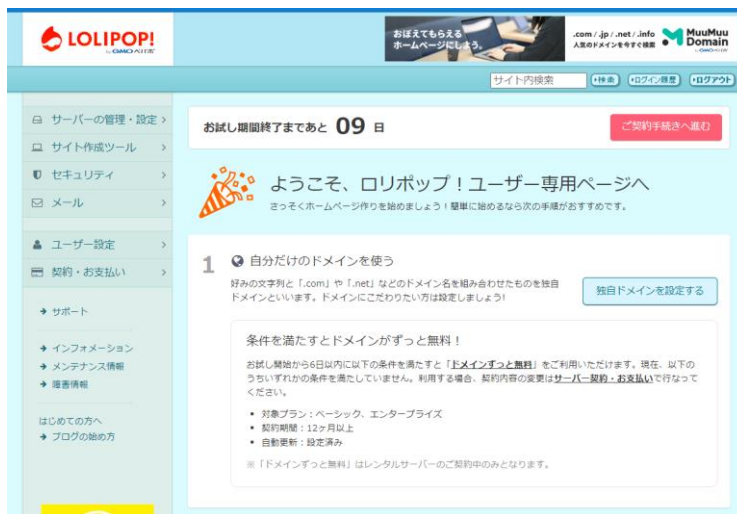 LOLIPOP!
by GMOペパボ
おぼえてもらえる
ホームページにしよう。
.com / .jp / .net / .info
人気のドメインを今すぐ検索
MuuMuu
Domain
サイト内検索
検索
ログイン履歴
ログアウト
サーバーの管理・設定
サイト作成ツール
セキュリティ
メール
ユーザー設定
契約・お支払い
サポート
インフォメーション
メンテナンス情報
障害情報
はじめての方へ
ブログの始め方
お試し期間終了まであと 09 日
ご契約手続きへ進む
ようこそ、ロリポップ!ユーザー専用ページへ
さっそくホームページ作りを始めましょう!簡単に始めるなら次の手順がおすすめです。
1 自分だけのドメインを使う
好みの文字列と「.com」や「.net」などのドメイン名を組み合わせたものを独自
ドメインといいます。ドメインにこだわりたい方は設定しましょう!
独自ドメインを設定する
条件を満たすとドメインがずっと無料!
お試し開始から6日以内に以下の条件を満たすと「ドメインずっと無料」をご利用いただけます。現在、以下の
うちいずれかの条件を満たしていません。利用する場合、契約内容の変更はサーバー契約・お支払いで行なって
ください。
• 対象プラン:ベーシック、エンタープライズ
• 契約期間:12ヶ月以上
• 自動更新:設定済み
※「ドメインずっと無料」はレンタルサーバーのご契約中のみとなります。